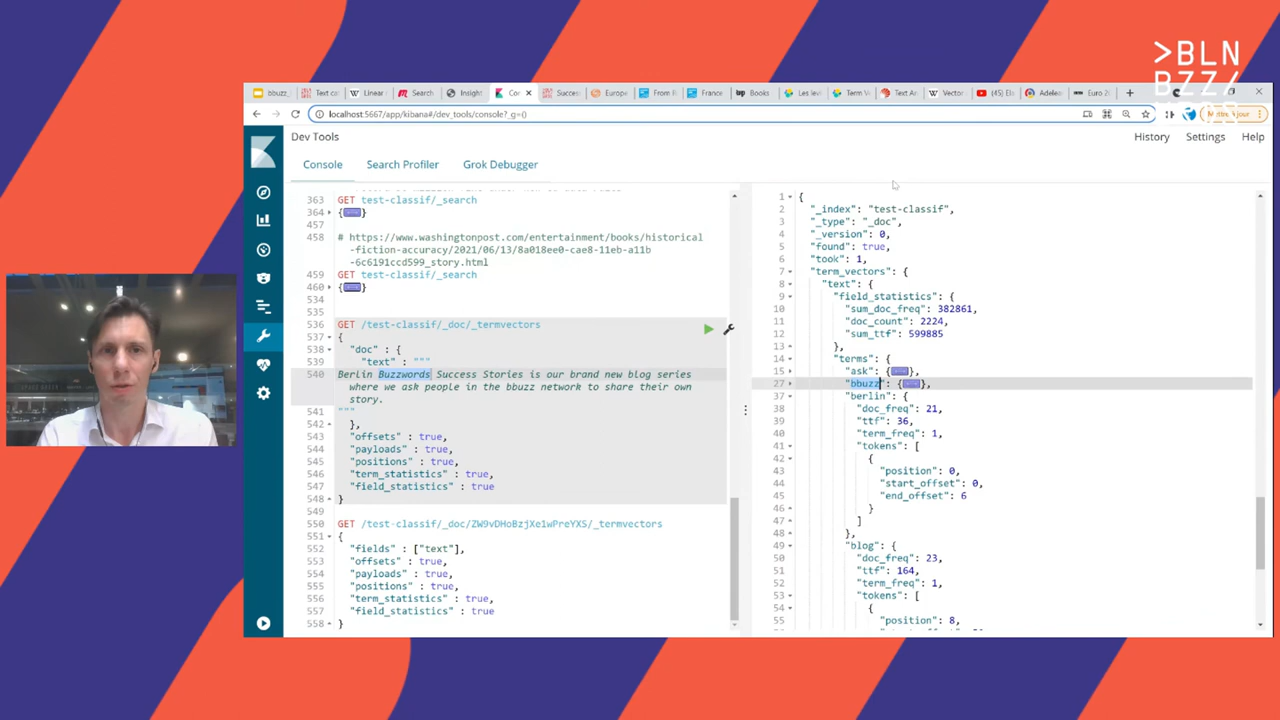 >BLN
BZZ/
bbuzz_
Text co
Linear
Search
Insight
Co
Succes
Europe
From R
France
Books
Les lev
Term V
Text An
Vector
(45) El
Adelee
Euro 2
localhost:5667/app/kibana#/dev_tools/console?_g=()
Dev Tools
History
Settings
Help
Console
Search Profiler
Grok Debugger
363 GET test-classif/_search
364 {
457
458 # https://www.washingtonpost.com/entertainment/books/historical
-fiction-accuracy/2021/06/13/8a018ee0-cae8-11eb-a11b
-6c6191ccd599_story.html
459 GET test-classif/_search
460 { }
534
535
536 GET /test-classif/_doc/_termvectors
537 {
538 "doc" : {
539 "text" : """
540 Berlin Buzzwords Success Stories is our brand new blog series
where we ask people in the bbuzz network to share their own
story.
541 """
542 },
543 "offsets" : true,
544 "payloads" : true,
545 "positions" : true,
546 "term_statistics" : true,
547 "field_statistics" : true
548 }
549
550 GET /test-classif/_doc/ZW9vDHoBzjXe1wPreYXS/_termvectors
551 {
552 "fields" : ["text"],
553 "offsets" : true,
554 "payloads" : true,
555 "positions" : true,
556 "term_statistics" : true,
557 "field_statistics" : true
558 }
1 {
2 "_index": "test-classif",
3 "_type": "_doc",
4 "_version": 0,
5 "found": true,
6 "took": 1,
7 "term_vectors": {
8 "text": {
9 "field_statistics": {
10 "sum_doc_freq": 382861,
11 "doc_count": 2224,
12 "sum_ttf": 599885
13 },
14 "terms": {
15 "ask": { },
27 "bbuzz": { },
37 "berlin": {
38 "doc_freq": 21,
39 "ttf": 36,
40 "term_freq": 1,
41 "tokens": [
42 {
43 "position": 0,
44 "start_offset": 0,
45 "end_offset": 6
46 }
47 ]
48 },
49 "blog": {
50 "doc_freq": 23,
51 "ttf": 164,
52 "term_freq": 1,
53 "tokens": [
54 {
55 "position": 8,